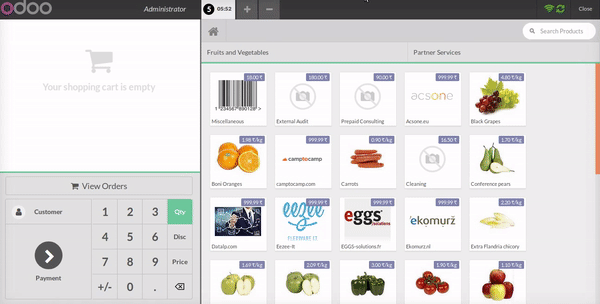 odoo
Administrator
5 05:52
Close
Search Products
Your shopping cart is empty
Fruits and Vegetables
Partner Services
18.00 ₹
180.00 ₹
90.00 ₹
999.99 ₹
4.80 ₹/kg
acsone
Miscellaneous
External Audit
Prepaid Consulting
Acsone.eu
Black Grapes
1.98 ₹/kg
999.99 ₹
0.90 ₹/kg
16.50 ₹
1.70 ₹/kg
camptocamp
Boni Oranges
camptocamp.com
Carrots
Cleaning
Conference pears
View Orders
Customer
1 2 3 Qty
4 5 6 Disc
7 8 9 Price
+/- 0 .
Payment
999.99 ₹
999.99 ₹
999.99 ₹
999.99 ₹
2.20 ₹/kg
eezee
eggs
solutions
ekomurz
Datalp.com
Eezee-It
EGGS-solutions.fr
Ekomurz.nl
Extra Flandria chicory
1.69 ₹/kg
2.09 ₹/kg
3.00 ₹/kg
1.90 ₹/kg
1.10 ₹/kg